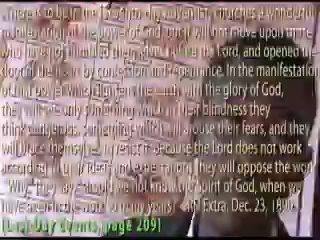 There is to be in the [Seventh-day Adventist] churches a wonderful
manifestation of the power of God, but it will not move upon those
who have not humbled themselves before the Lord, and opened the
door of the heart by confession and repentance. In the manifestation
of that power which lightens the earth with the glory of God,
they will see only something which in their blindness they
think dangerous, something which will arouse their fears, and they
will brace themselves to resist it. Because the Lord does not work
according to their ideas and expectations they will oppose the work.
"Why," they say, "should we not know the Spirit of God, when we
have been in the work so many years?" RH Extra, Dec. 23, 1890.
[Last Day Events, page 209]